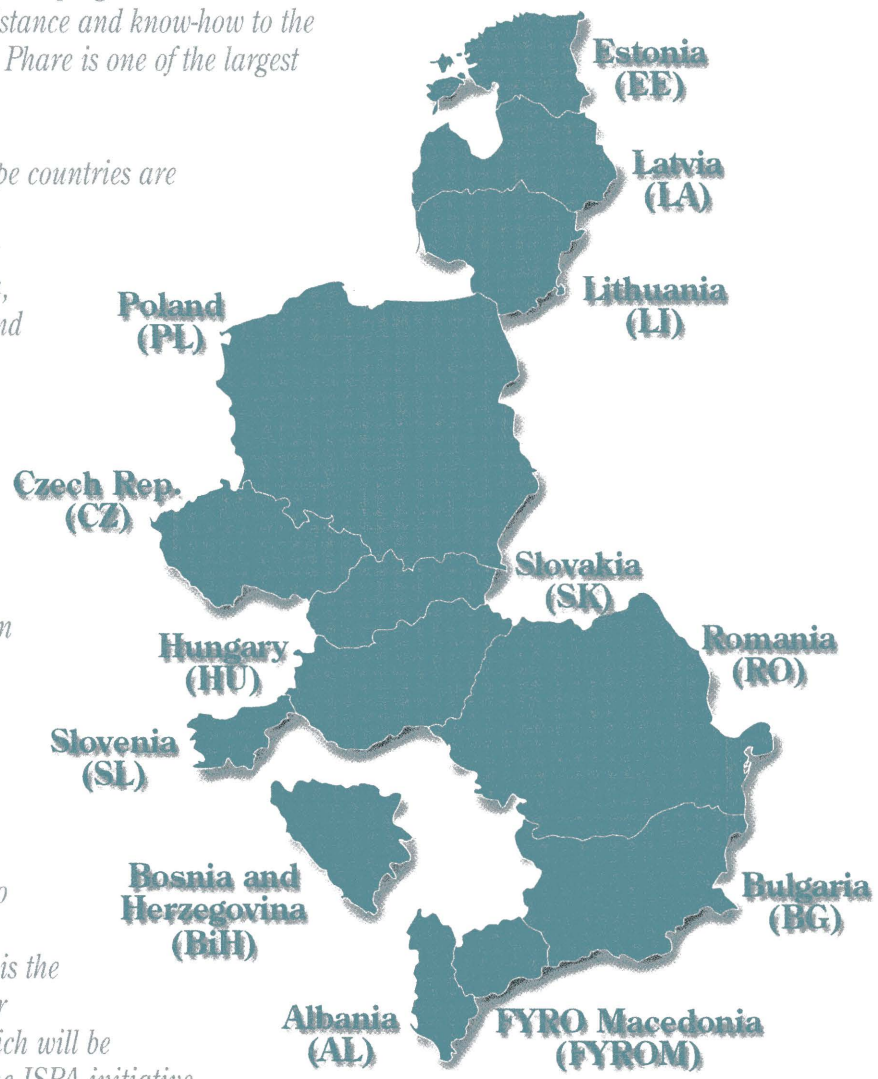 stance and know-how to the
Phare is one of the largest
countries are
Estonia
(EE)
Latvia
(LA)
Lithuania
(LI)
Poland
(PL)
Czech Rep.
(CZ)
Slovakia
(SK)
Hungary
(HU)
Romania
(RO)
Slovenia
(SL)
Bosnia and
Herzegovina
(BiH)
Bulgaria
(BG)
is the
Albania
(AL)
FYRO Macedonia
(FYROM)
ich will be
ISPA initiative